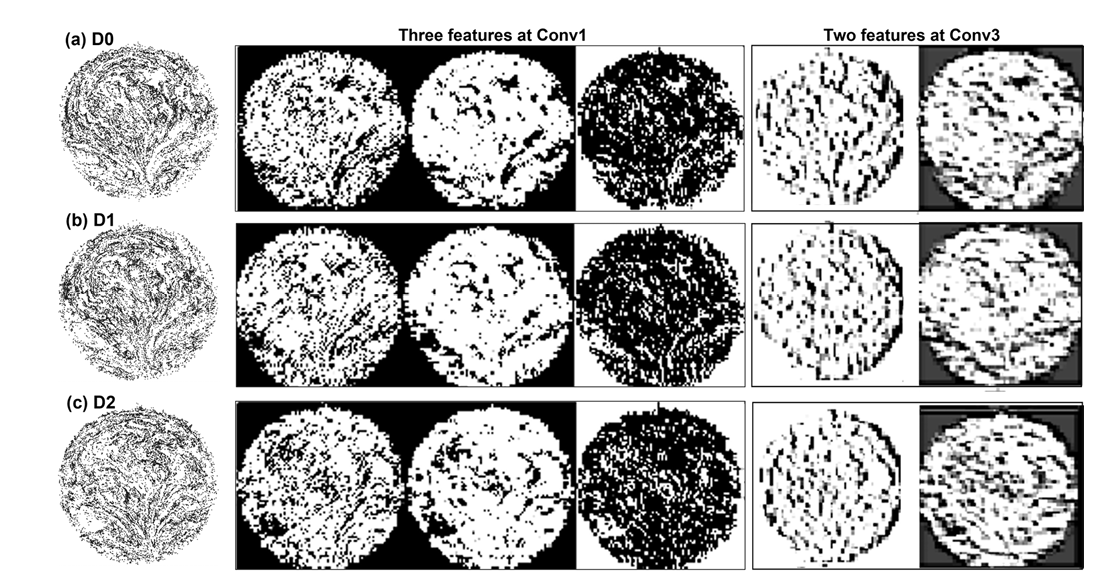 (a) D0
Three features at Conv1
Two features at Conv3
(b) D1
(c) D2